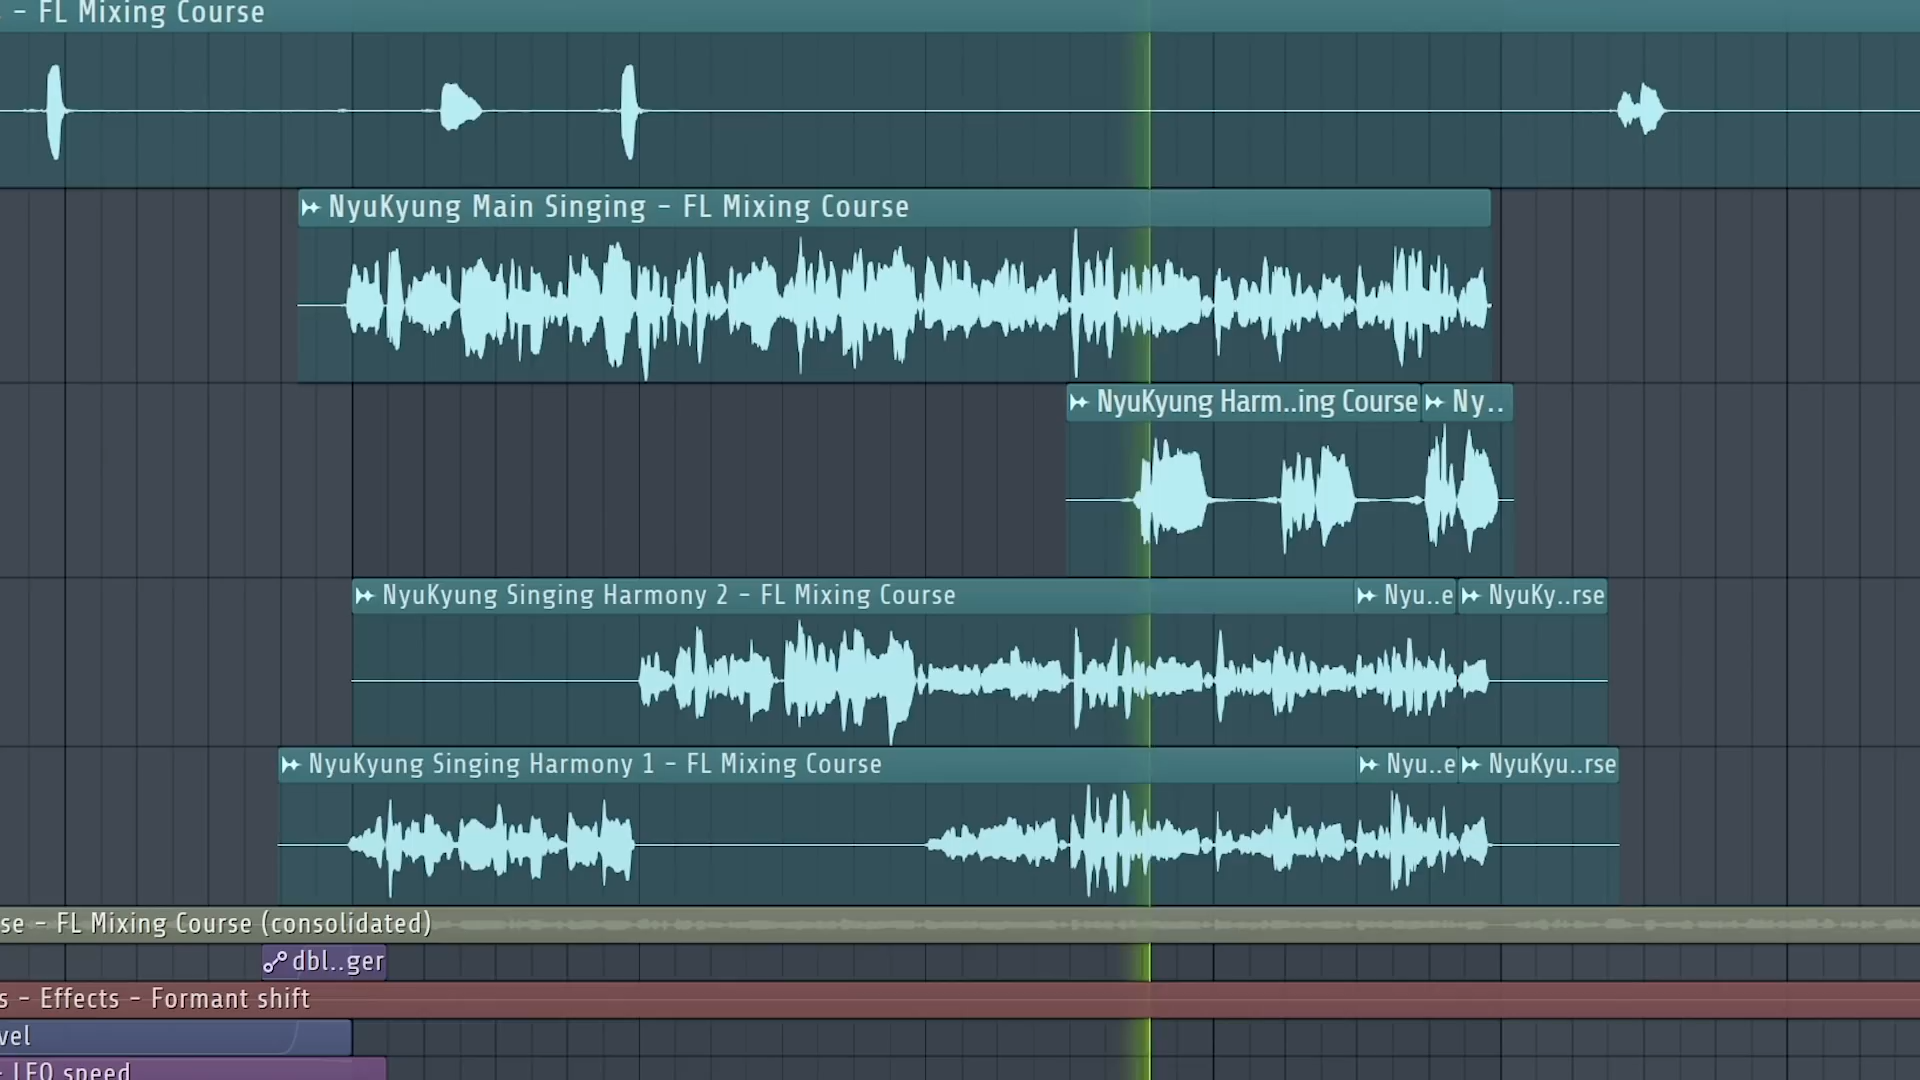 - FL Mixing Course
NyuKyung Main Singing - FL Mixing Course
NyuKyung Harm..ing Course
Ny..
NyuKyung Singing Harmony 2 - FL Mixing Course
Nyu..e
NyuKy..rse
NyuKyung Singing Harmony 1 - FL Mixing Course
Nyu..e
NyuKyu..rse
se - FL Mixing Course (consolidated)
dbl..ger
s - Effects - Formant shift
vel
- LFO speed